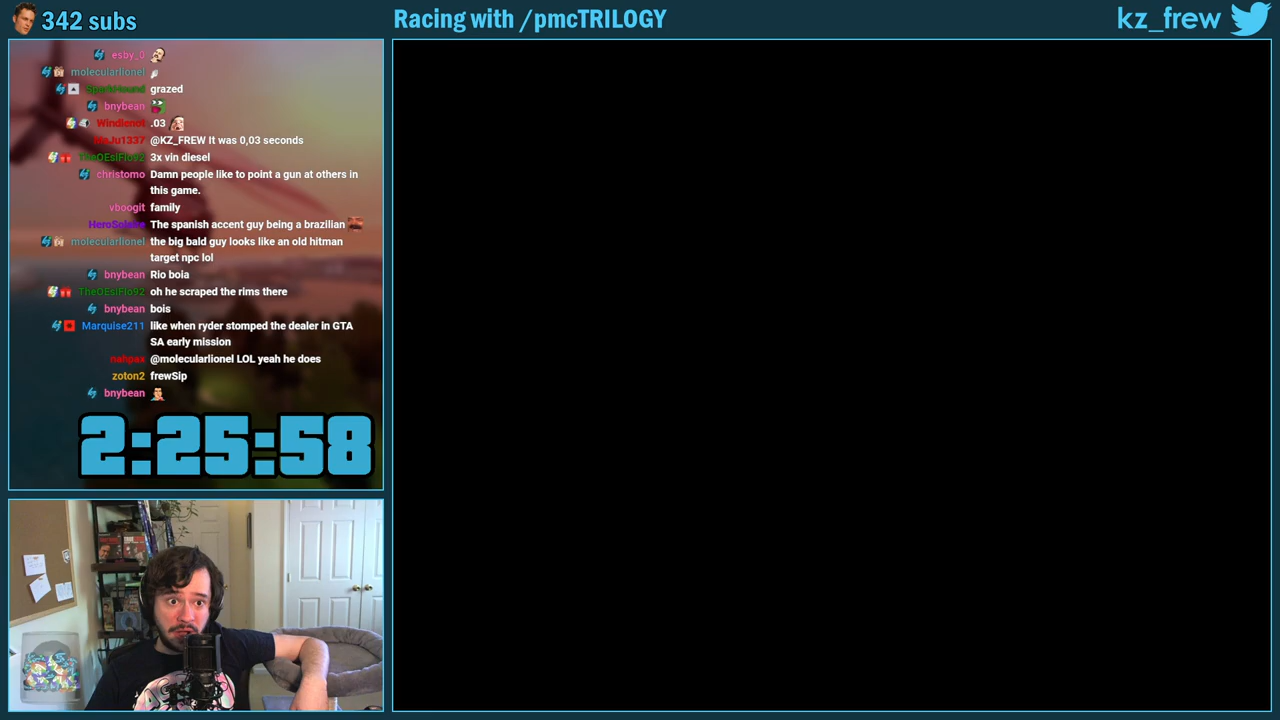 342 subs
Racing with /pmcTRILOGY
kz_frew
esby_0
molecularlionel
grazed
bnybean
Windlenot .03
@KZ_FREW It was 0,03 seconds
TheOEslFlo92 3x vin diesel
christomo Damn people like to point a gun at others in
this game.
vboogit family
The spanish accent guy being a brazilian
molecularlionel the big bald guy looks like an old hitman
target npc lol
bnybean Rio boia
TheOEslFlo92 oh he scraped the rims there
bnybean bois
Marquise211 like when ryder stomped the dealer in GTA
SA early mission
nahpax @molecularlionel LOL yeah he does
zoton2 frewSip
bnybean
2:25:58